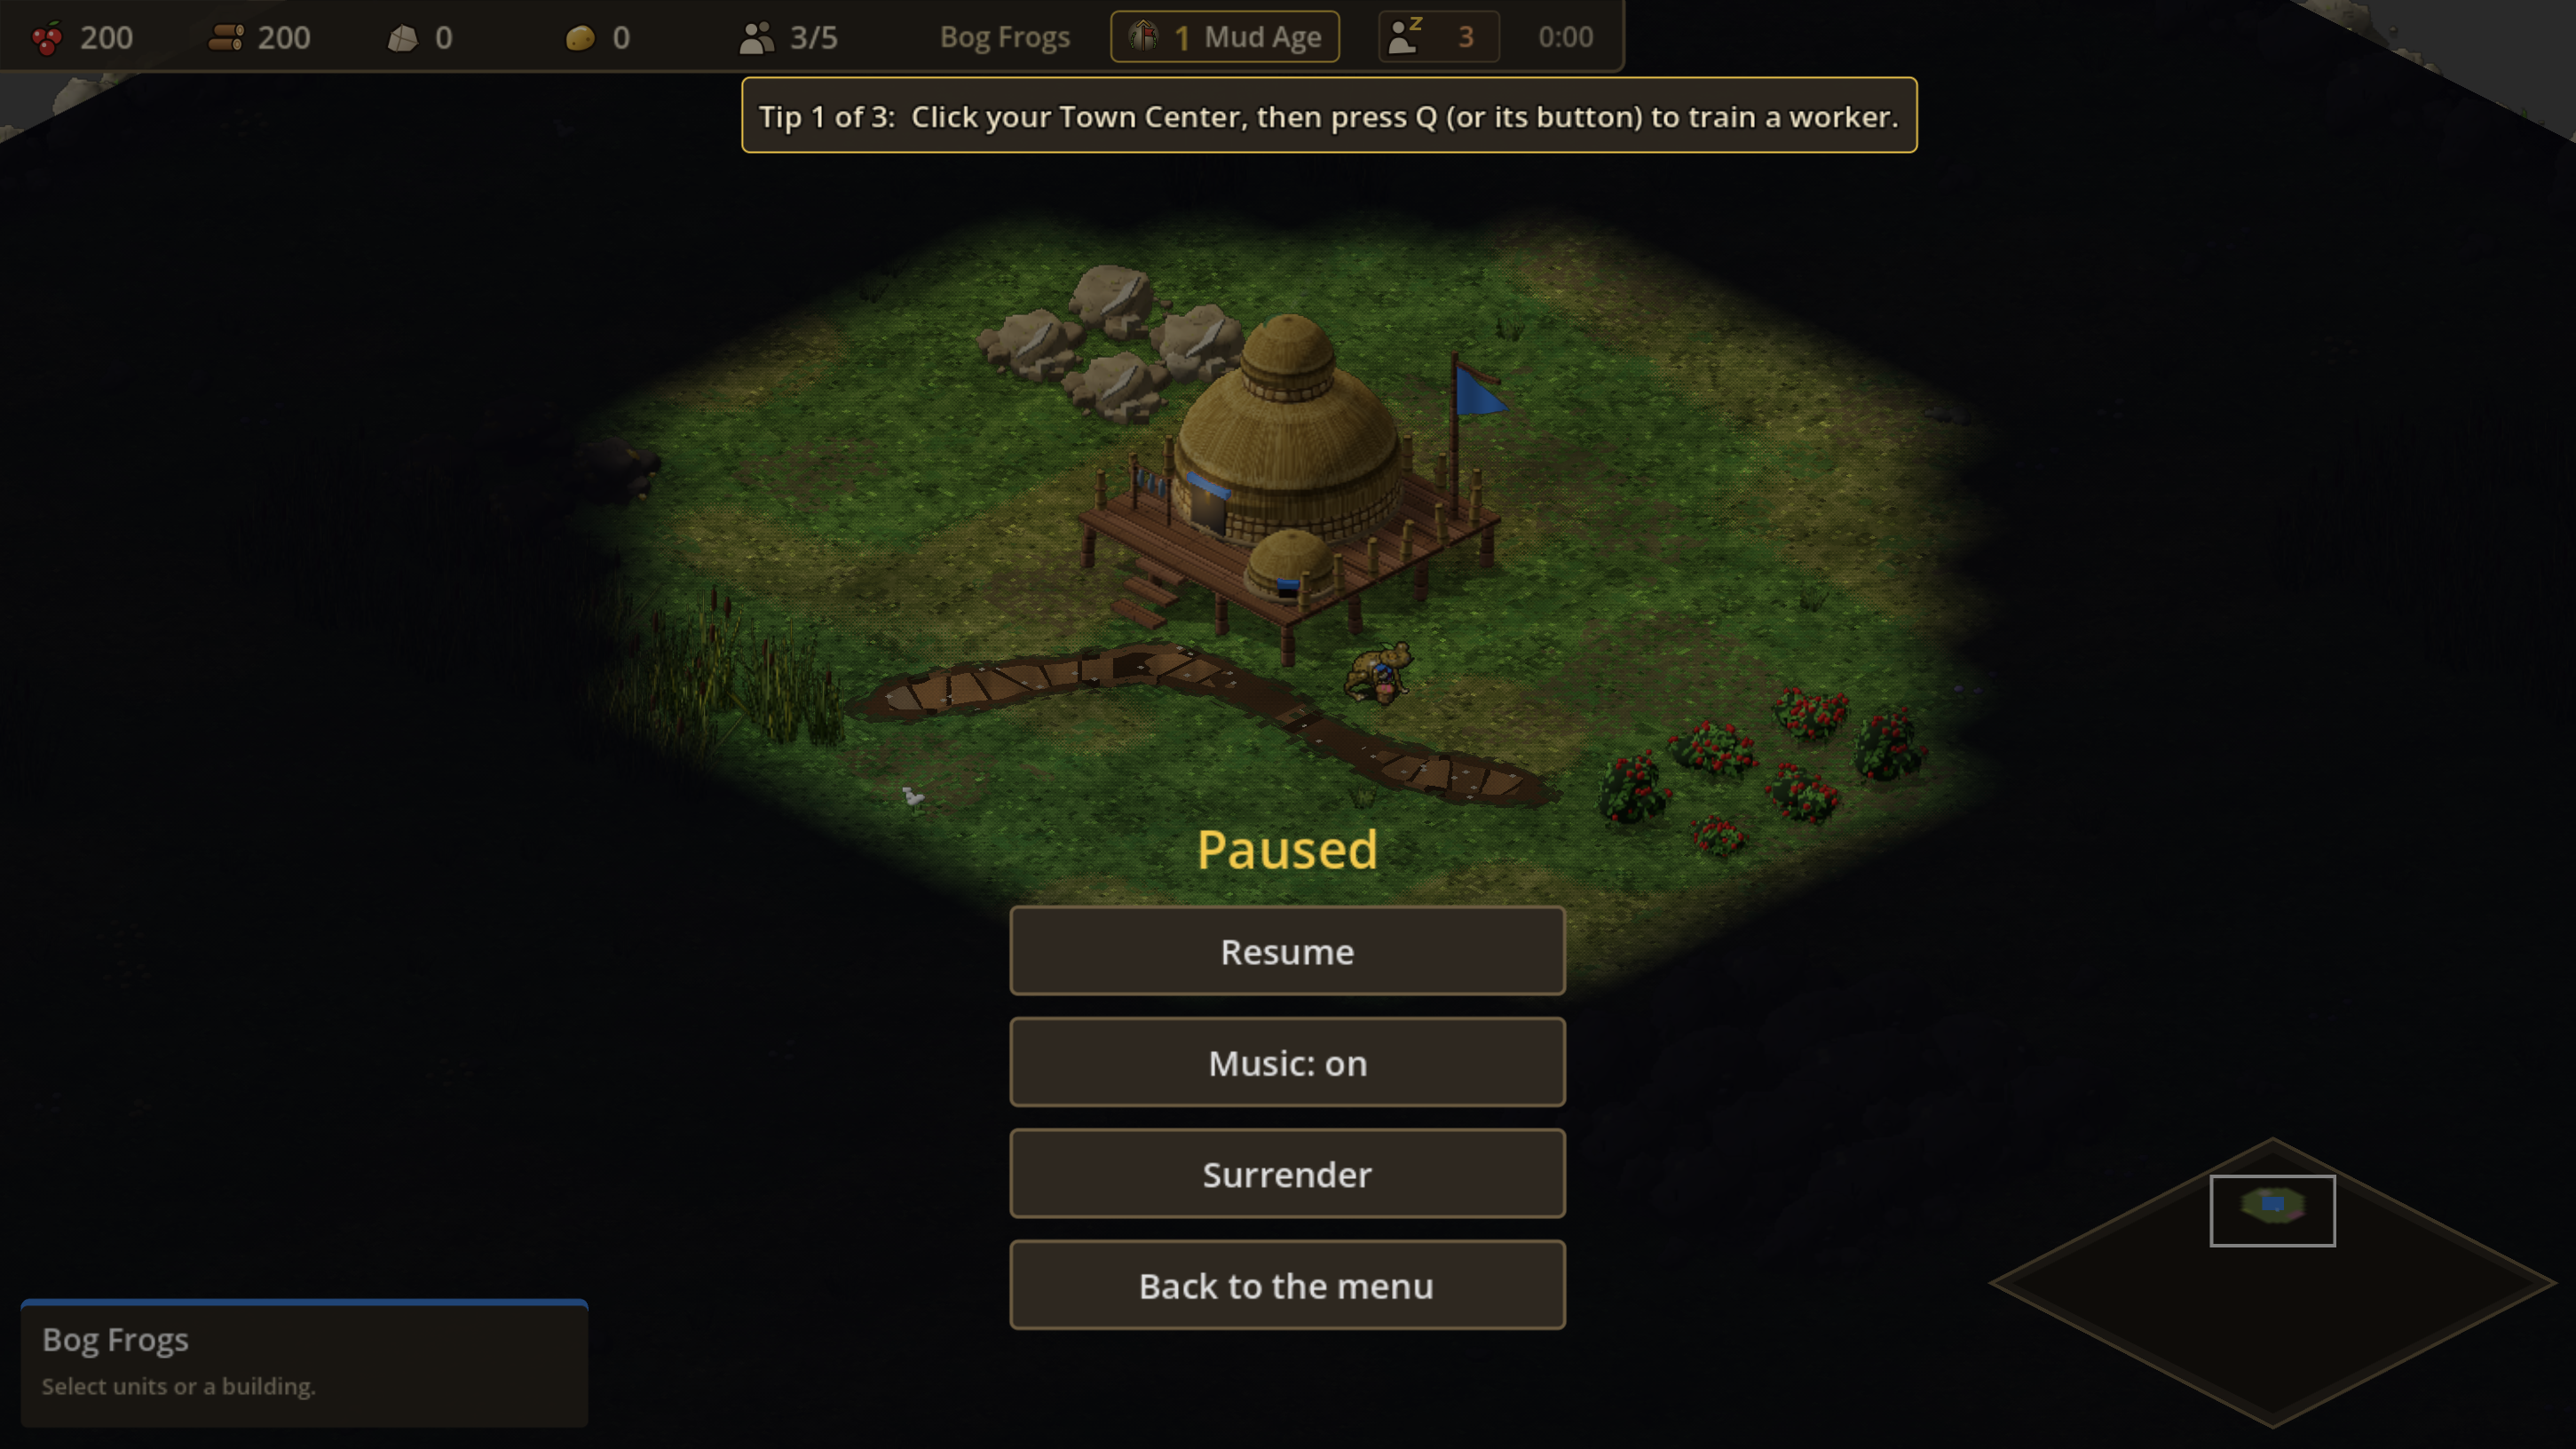 200 200 0 0 3/5 Bog Frogs 1 Mud Age z 3 0:00
Tip 1 of 3: Click your Town Center, then press Q (or its button) to train a worker.
Paused
Resume
Music: on
Surrender
Back to the menu
Bog Frogs
Select units or a building.